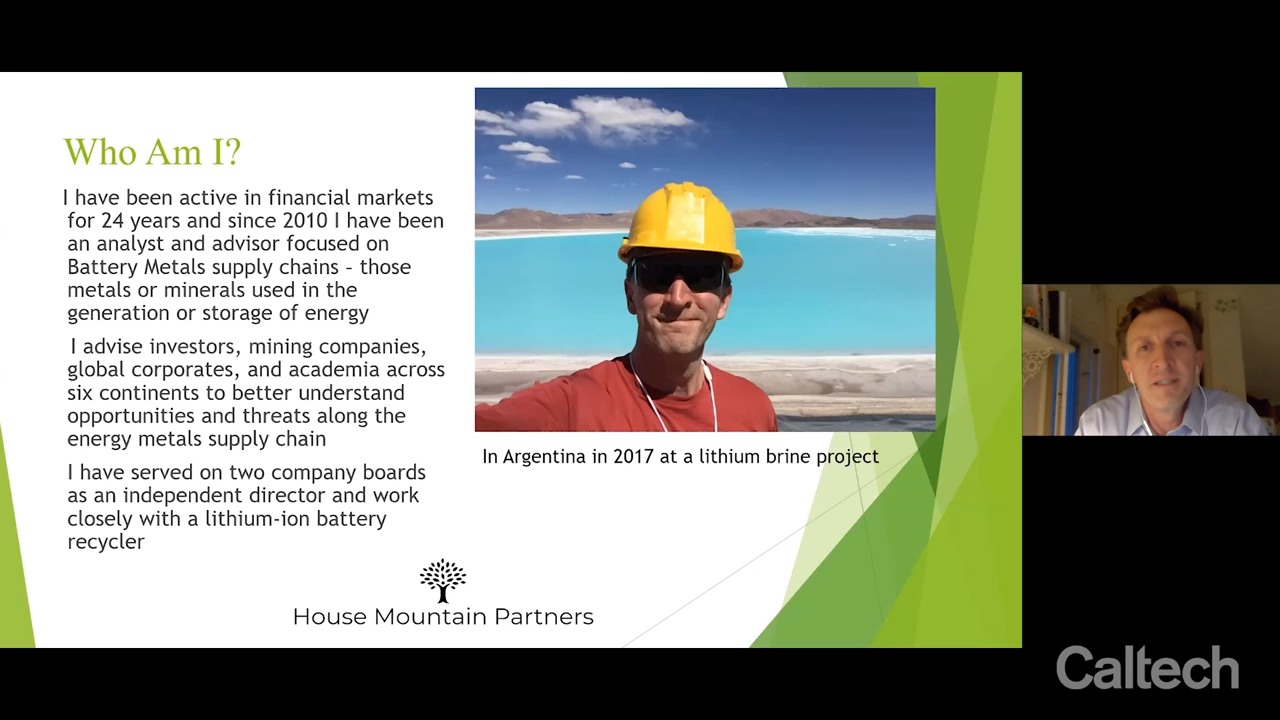 Who Am I?
I have been active in financial markets
for 24 years and since 2010 I have been
an analyst and advisor focused on
Battery Metals supply chains – those
metals or minerals used in the
generation or storage of energy
I advise investors, mining companies,
global corporates, and academia across
six continents to better understand
opportunities and threats along the
energy metals supply chain
I have served on two company boards
as an independent director and work
closely with a lithium-ion battery
recycler
In Argentina in 2017 at a lithium brine project
House Mountain Partners
Caltech